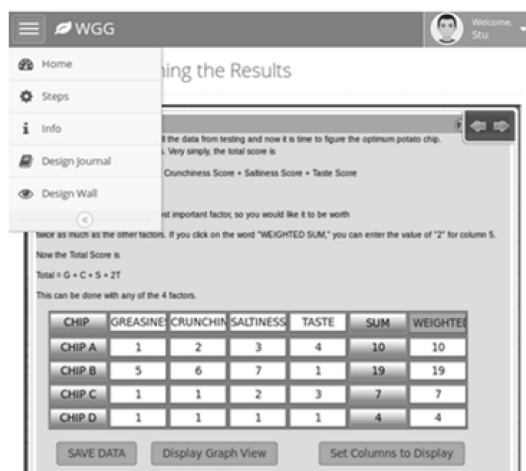 WGG
Welcome,
Stu
Home
Steps
Info
Design Journal
Design Wall
ning the Results
ll the data from testing and now it is time to figure the optimum potato chip.
. Very simply, the total score is
Crunchiness Score + Saltiness Score + Taste Score
st important factor, so you would like it to be worth
twice as much as the other factors. If you click on the word "WEIGHTED SUM," you can enter the value of "2" for column 5.
Now the Total Score is
Total = G + C + S + 2T
This can be done with any of the 4 factors.
CHIP GREASINE CRUNCHIN SALTINESS TASTE SUM WEIGHTED
CHIP A 1 2 3 4 10 10
CHIP B 5 6 7 1 19 19
CHIP C 1 1 2 3 7 7
CHIP D 1 1 1 1 4 4
SAVE DATA Display Graph View Set Columns to Display